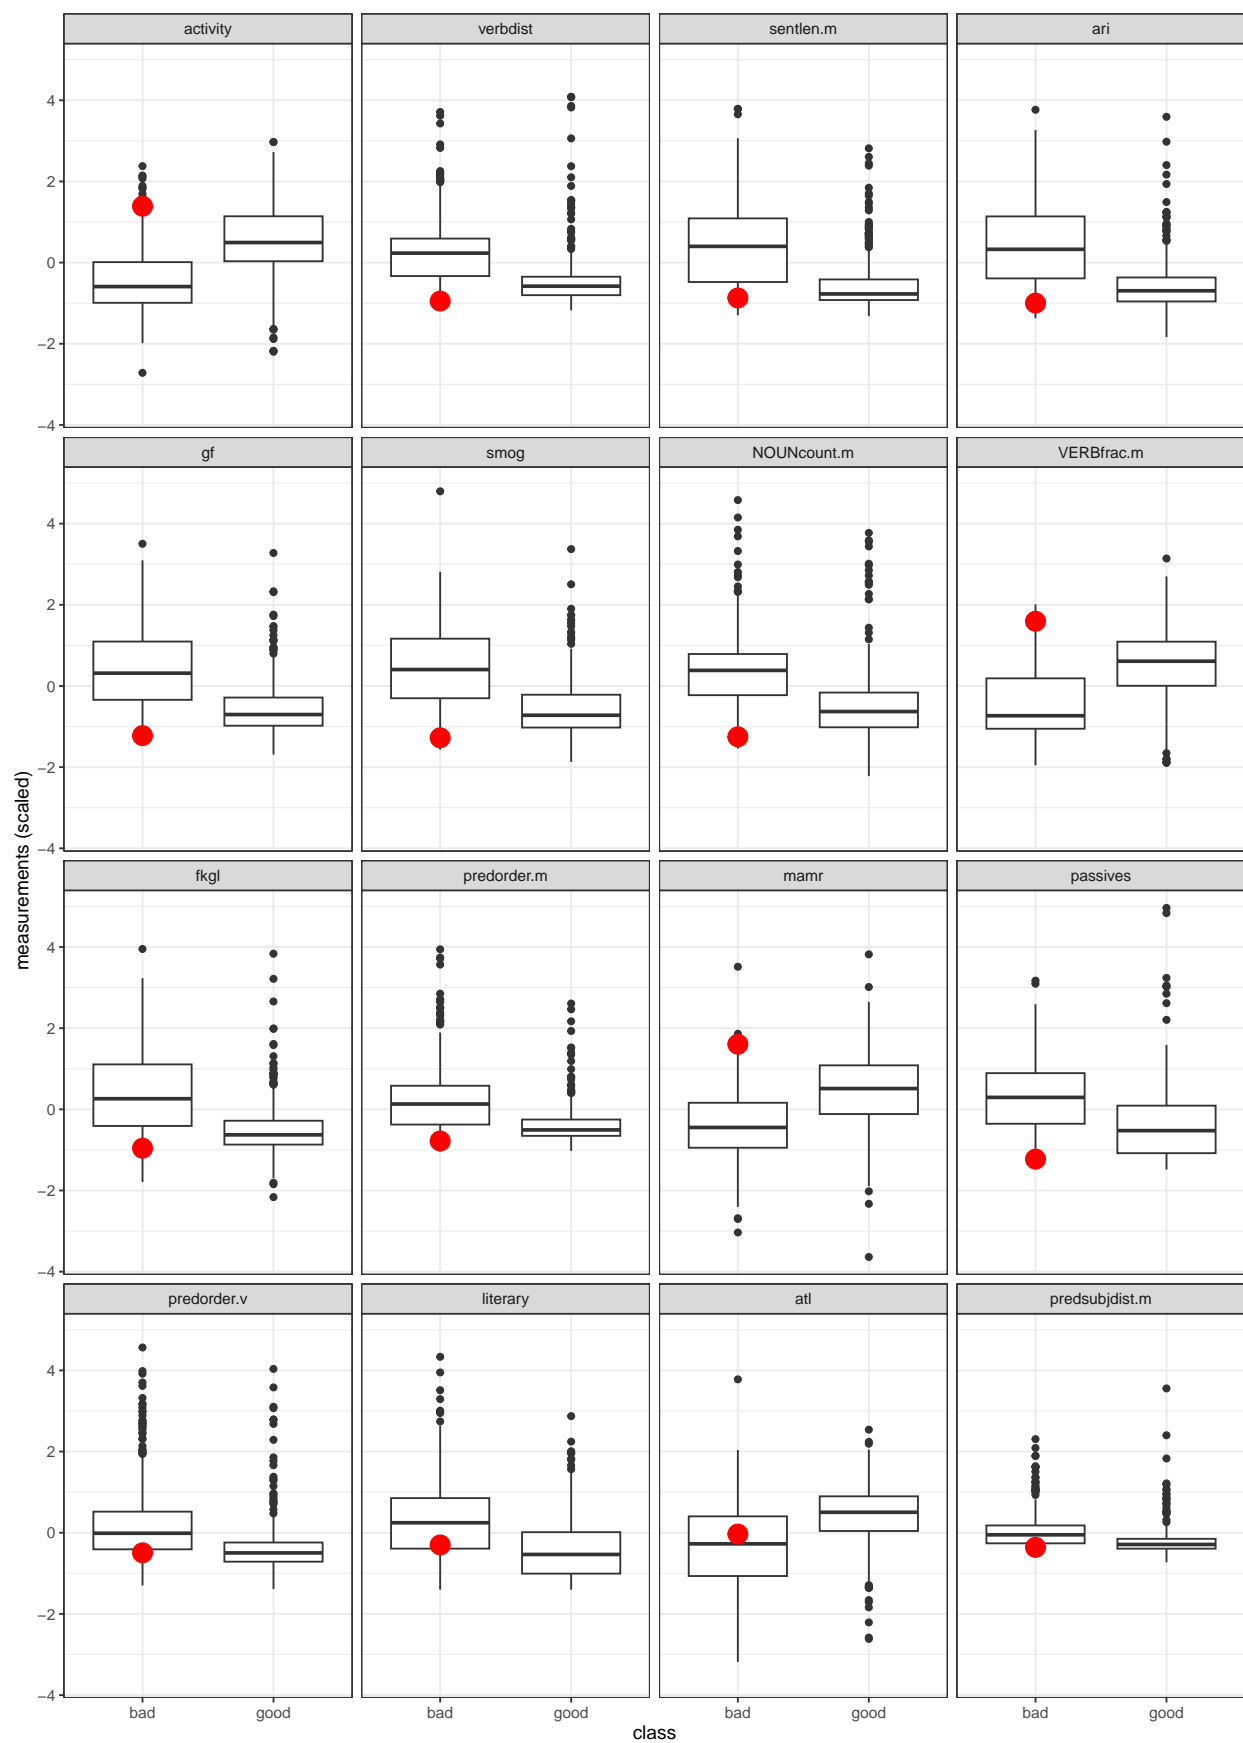 activity verbdist sentlen.m ari
4
2
0
−2
−4
gf smog NOUNcount.m VERBfrac.m
4
2
0
−2
−4
fkgl predorder.m mamr passives
4
2
0
−2
−4
predorder.v literary atl predsubjdist.m
4
2
0
−2
−4
measurements (scaled)
bad good bad good bad good bad good
class